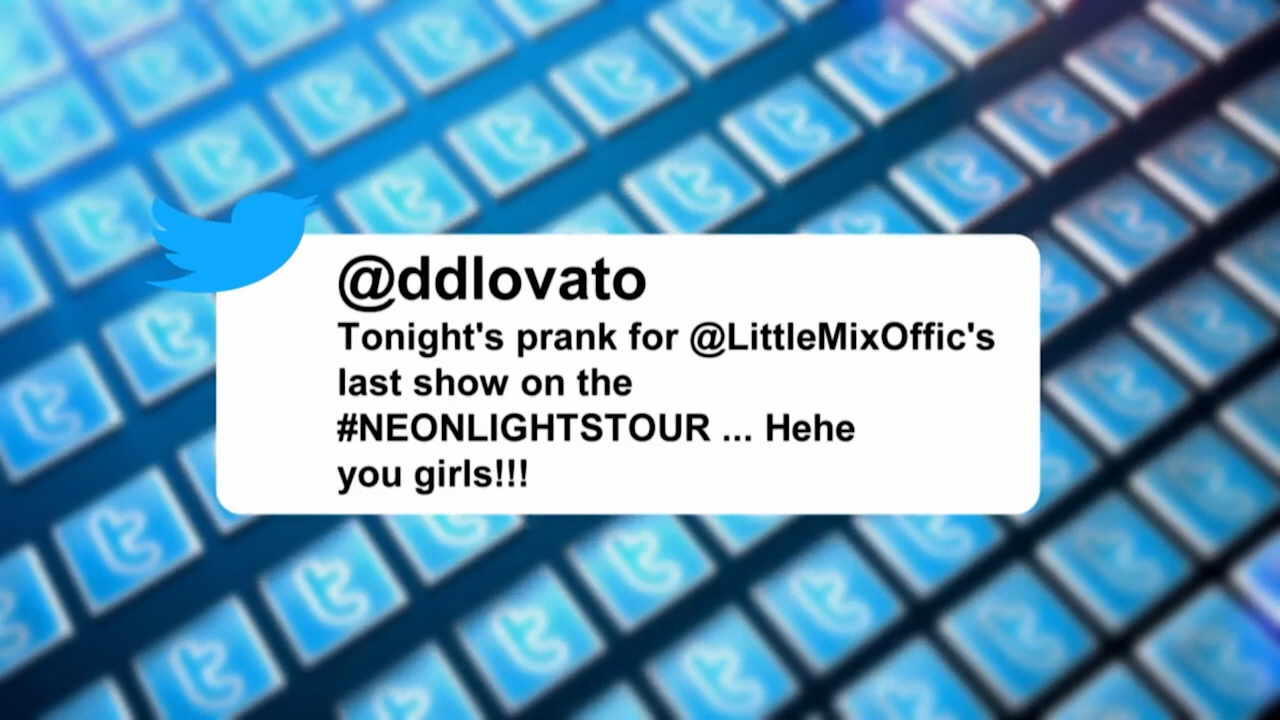 @ddlovato
Tonight's prank for @LittleMixOffic's
last show on the
#NEONLIGHTSTOUR ... Hehe
you girls!!!